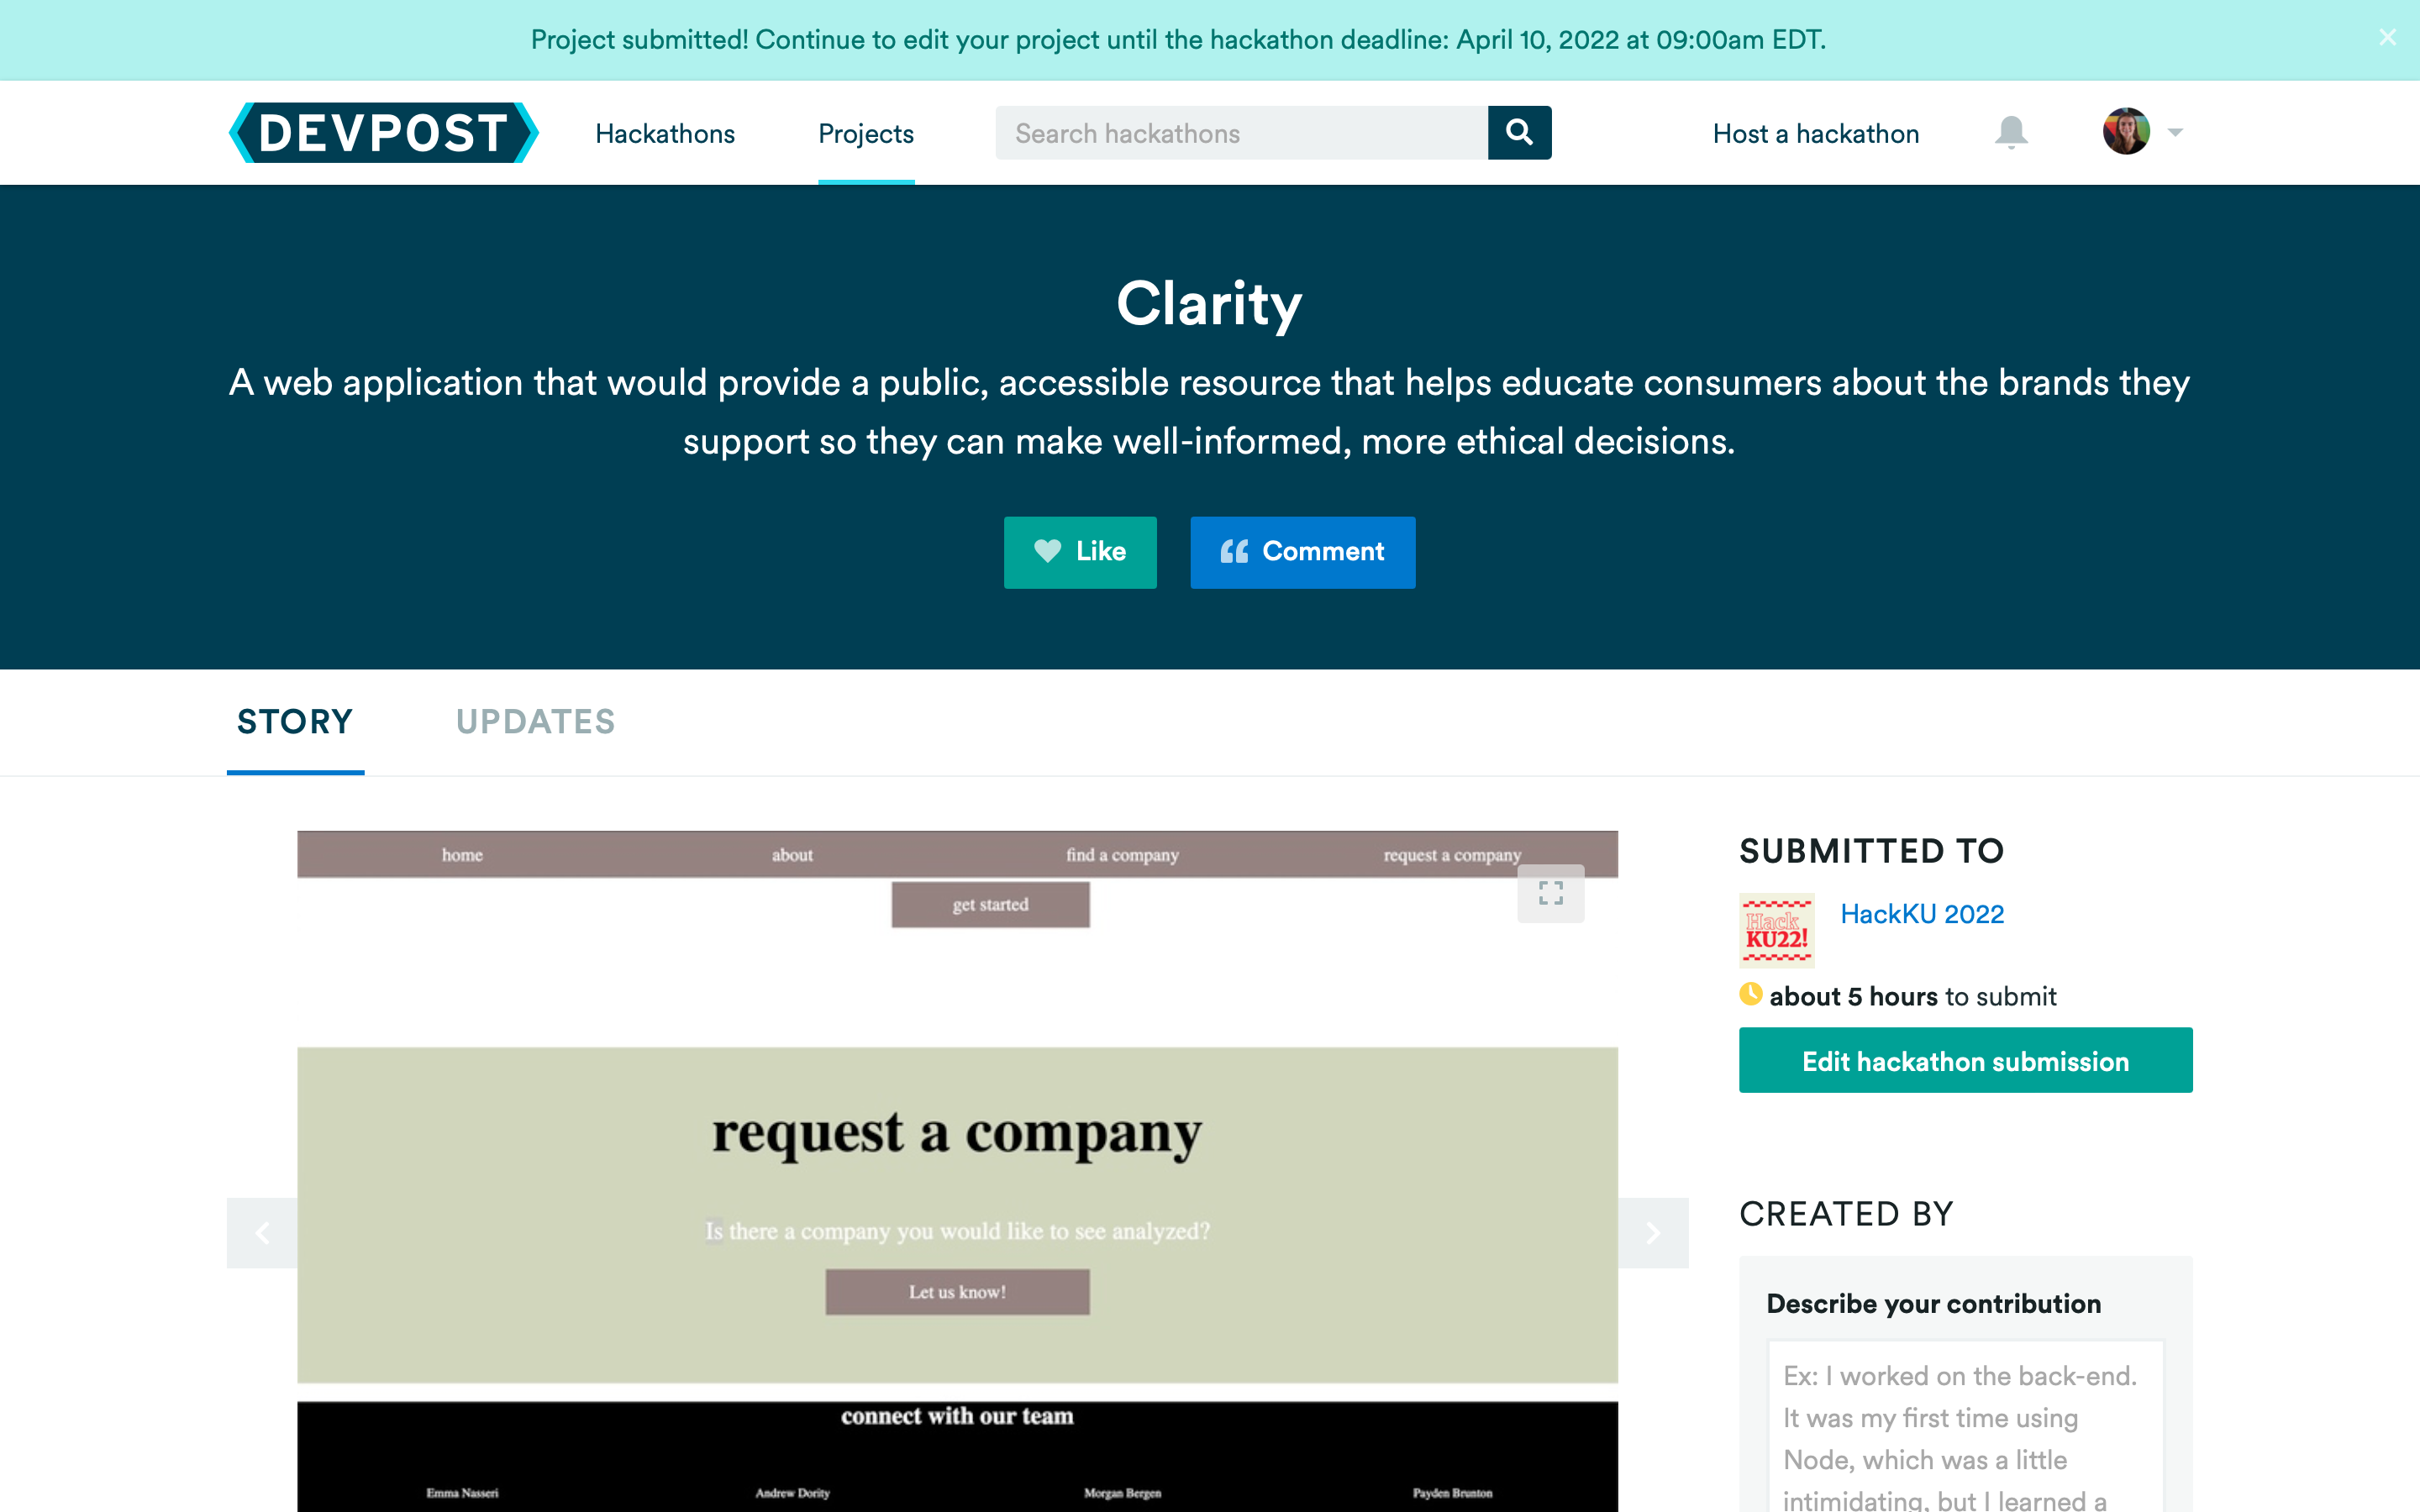 Project submitted! Continue to edit your project until the hackathon deadline: April 10, 2022 at 09:00am EDT.
DEVPOST
Hackathons
Projects
Search hackathons
Host a hackathon
Clarity
A web application that would provide a public, accessible resource that helps educate consumers about the brands they
support so they can make well-informed, more ethical decisions.
Like
Comment
STORY
UPDATES
home
about
find a company
request a company
get started
request a company
Is there a company you would like to see analyzed?
Let us know!
connect with our team
Emma Nasseri
Andrew Dority
Morgan Bergen
Payden Brunton
SUBMITTED TO
Hack
KU22!
HackKU 2022
about 5 hours to submit
Edit hackathon submission
CREATED BY
Describe your contribution
Ex: I worked on the back-end.
It was my first time using
Node, which was a little
intimidating, but I learned a